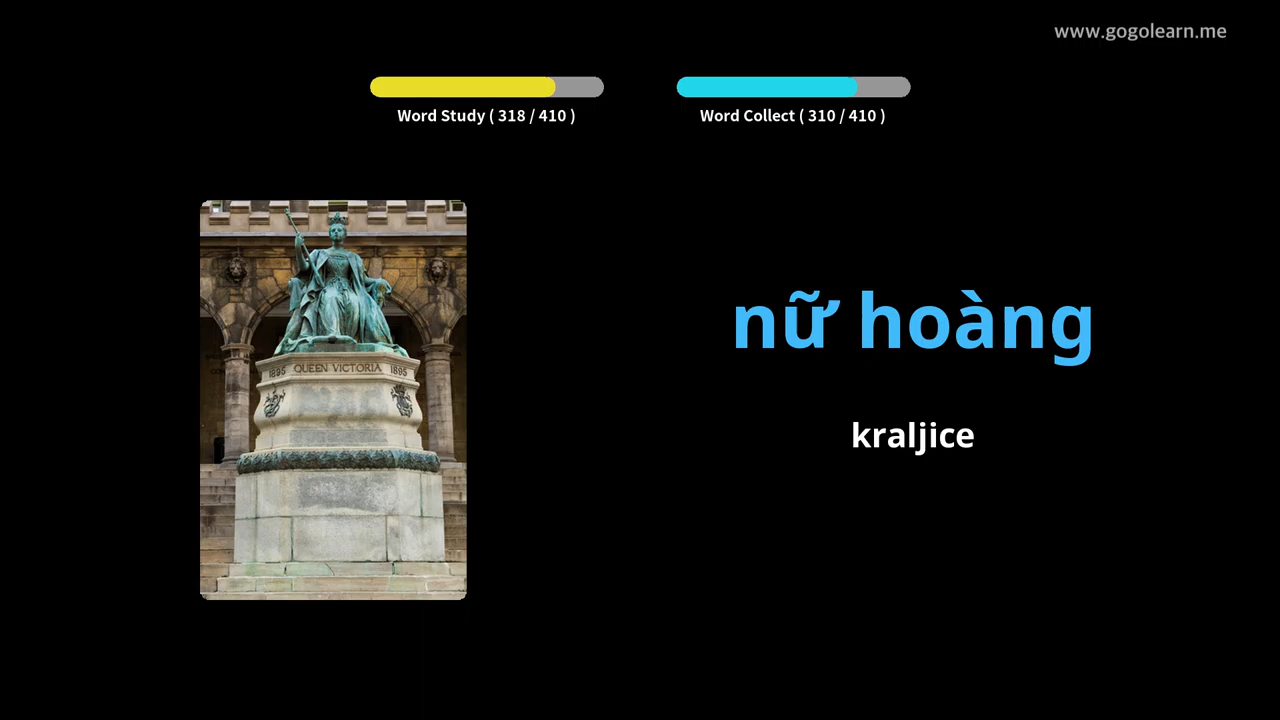 www.gogolearn.me
Word Study ( 318 / 410 )
Word Collect ( 310 / 410 )
1895 QUEEN VICTORIA 1895
nữ hoàng
kraljice